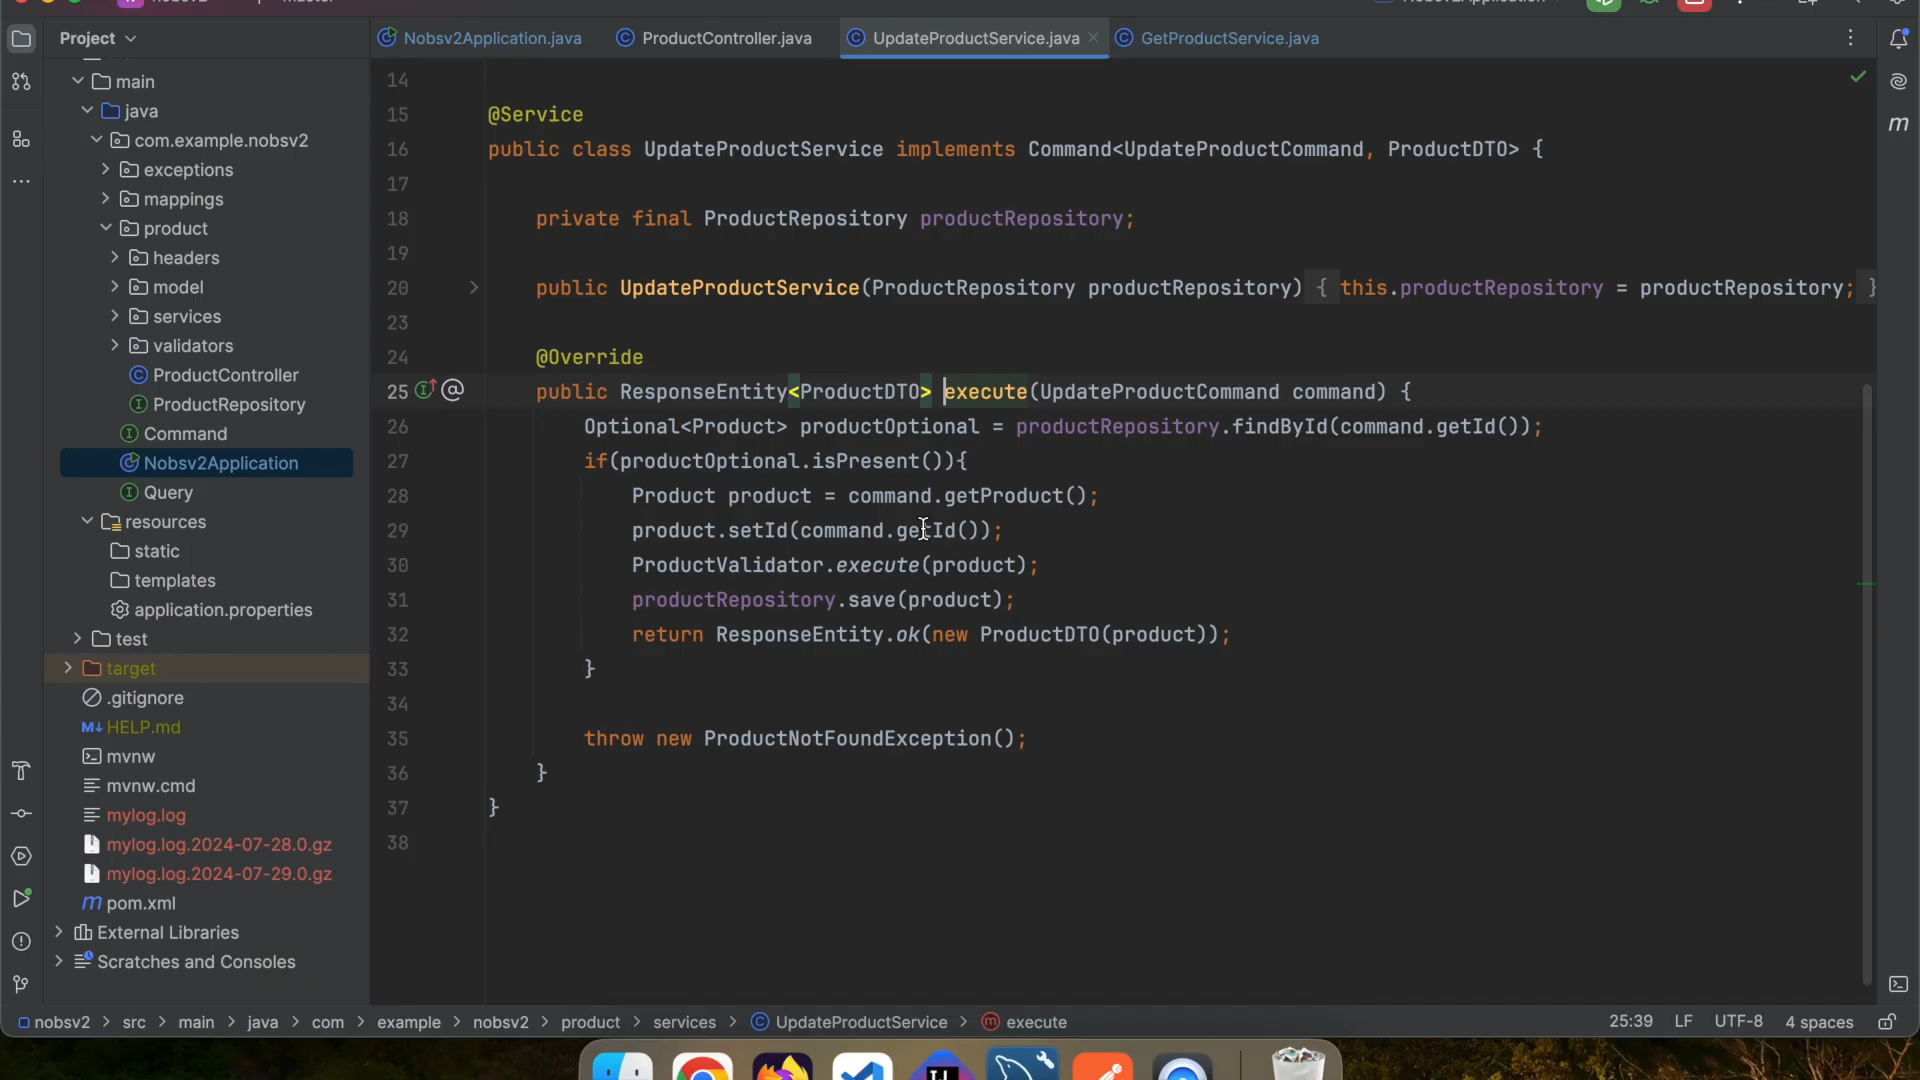 Project
Nobsv2Application.java
ProductController.java
UpdateProductService.java
GetProductService.java
main
java
com.example.nobsv2
exceptions
mappings
product
headers
model
services
validators
ProductController
ProductRepository
Command
Nobsv2Application
Query
resources
static
templates
application.properties
test
target
.gitignore
HELP.md
mvnw
mvnw.cmd
mylog.log
mylog.log.2024-07-28.0.gz
mylog.log.2024-07-29.0.gz
pom.xml
External Libraries
Scratches and Consoles
14
15 @Service
16 public class UpdateProductService implements Command<UpdateProductCommand, ProductDTO> {
17
18 private final ProductRepository productRepository;
19
20 public UpdateProductService(ProductRepository productRepository) { this.productRepository = productRepository; }
23
24 @Override
25 public ResponseEntity<ProductDTO> execute(UpdateProductCommand command) {
26 Optional<Product> productOptional = productRepository.findById(command.getId());
27 if(productOptional.isPresent()){
28 Product product = command.getProduct();
29 product.setId(command.getId());
30 ProductValidator.execute(product);
31 productRepository.save(product);
32 return ResponseEntity.ok(new ProductDTO(product));
33 }
34
35 throw new ProductNotFoundException();
36 }
37 }
38
nobsv2 > src > main > java > com > example > nobsv2 > product > services > UpdateProductService > execute
25:39 LF UTF-8 4 spaces